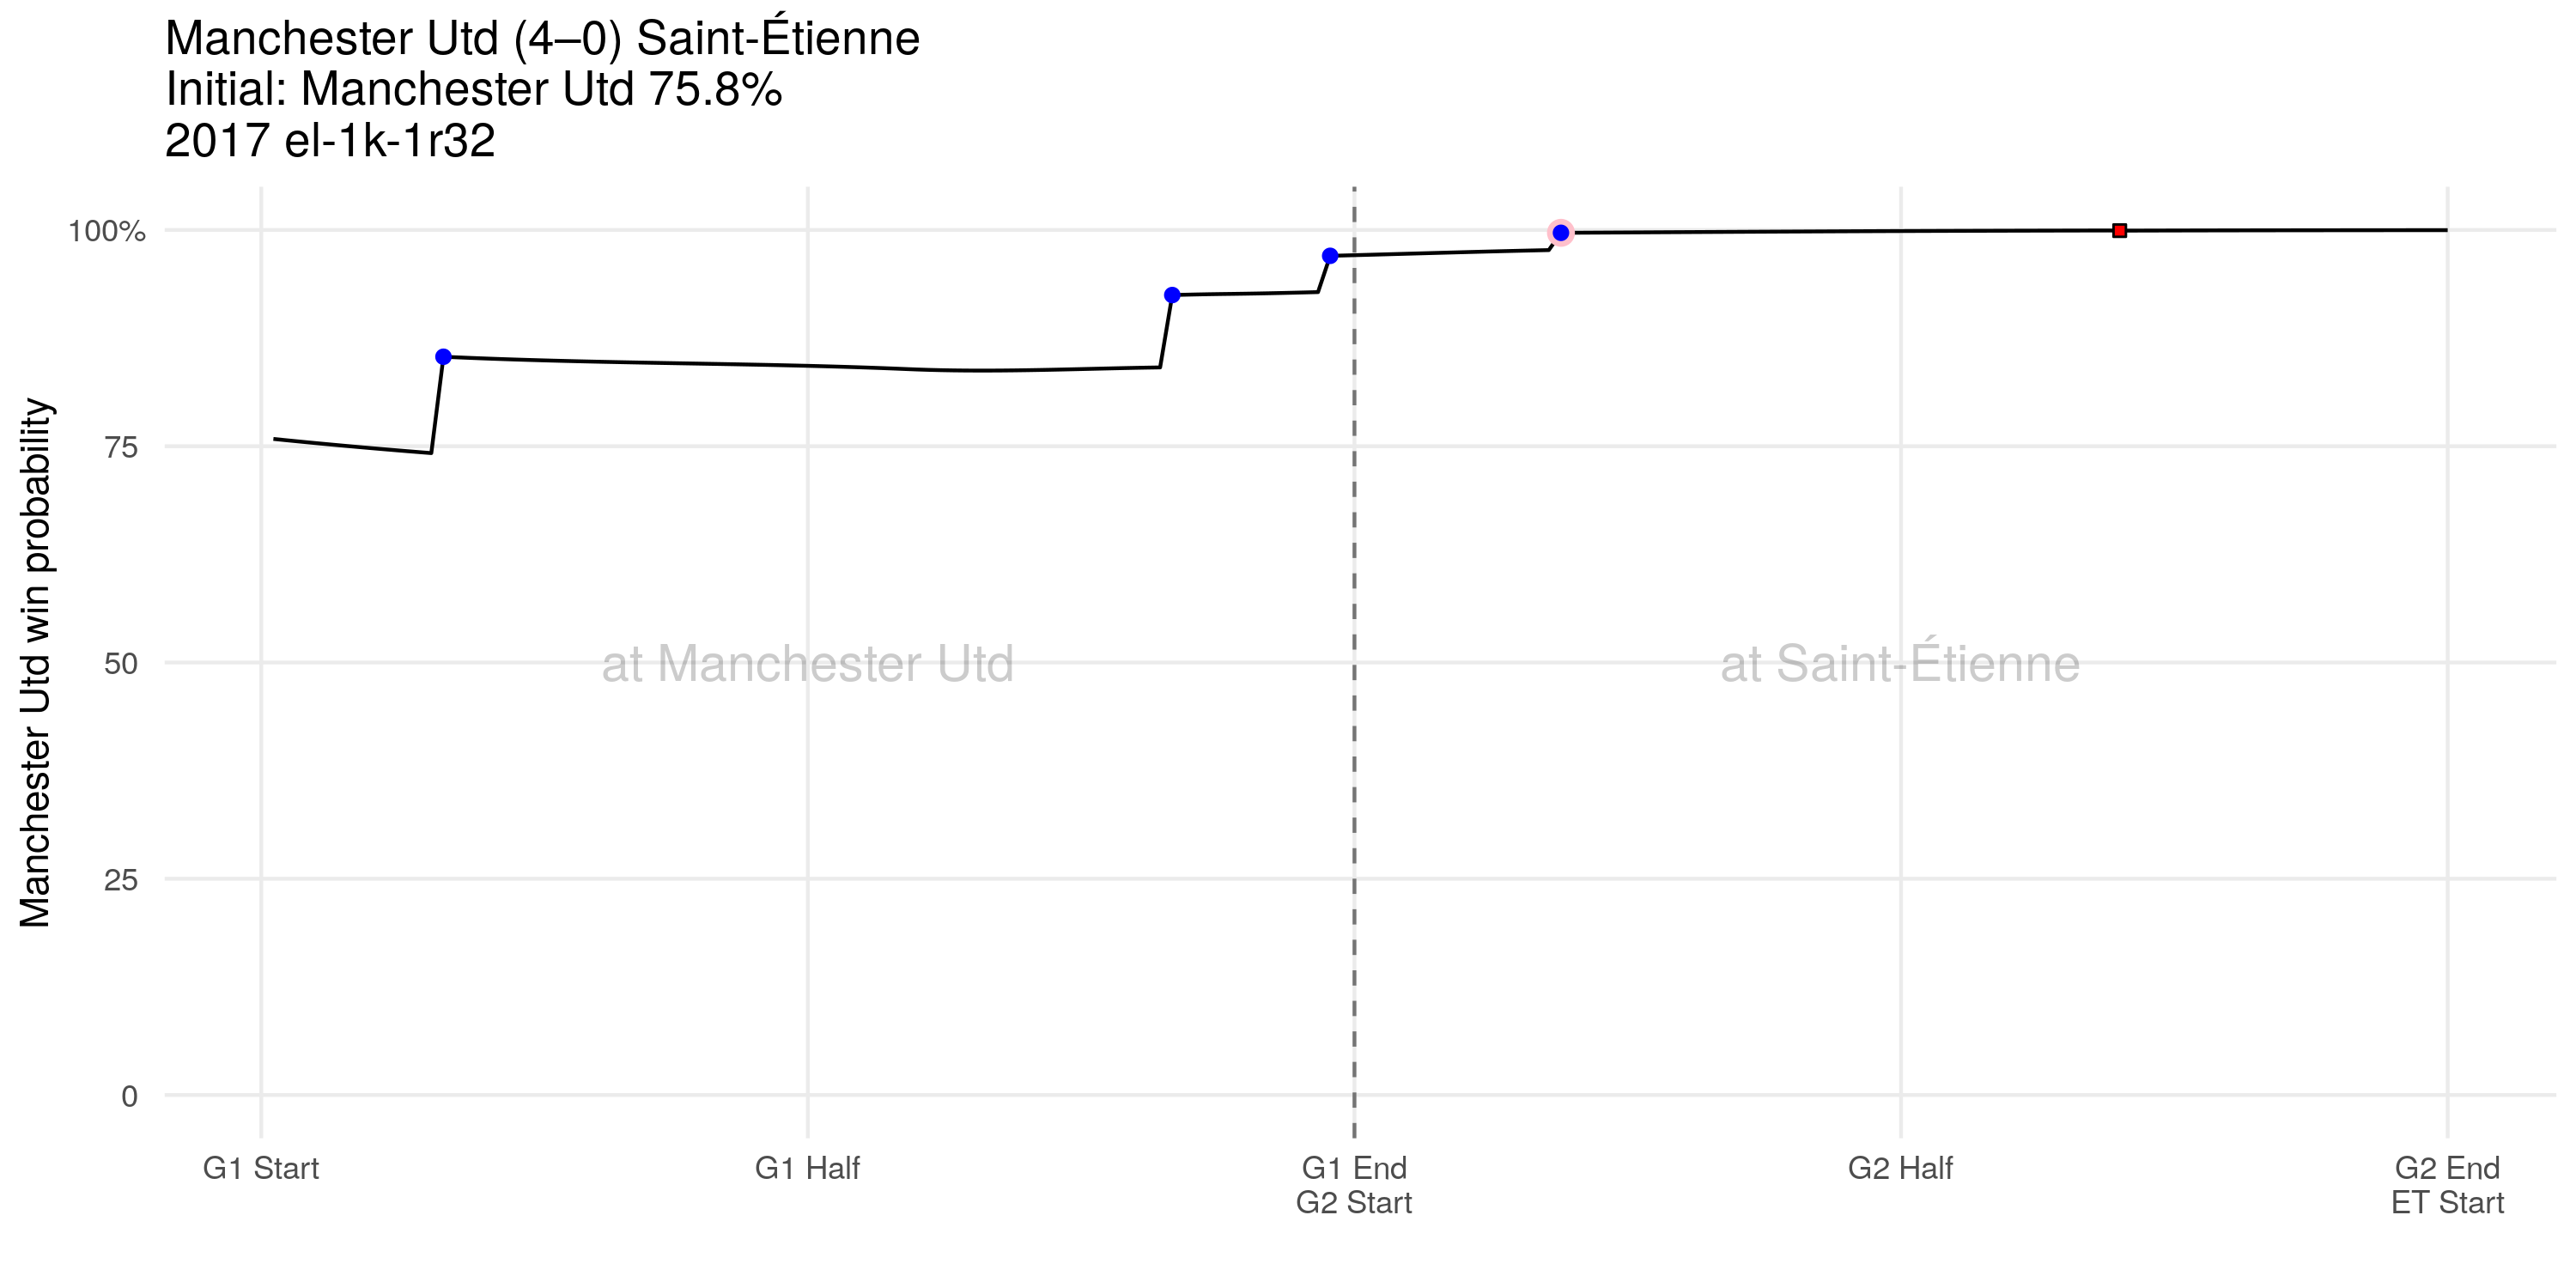 Manchester Utd (4–0) Saint-Étienne
Initial: Manchester Utd 75.8%
2017 el-1k-1r32
Manchester Utd win probability
100%
75
50
25
0
at Manchester Utd
at Saint-Étienne
G1 Start
G1 Half
G1 End
G2 Start
G2 Half
G2 End
ET Start